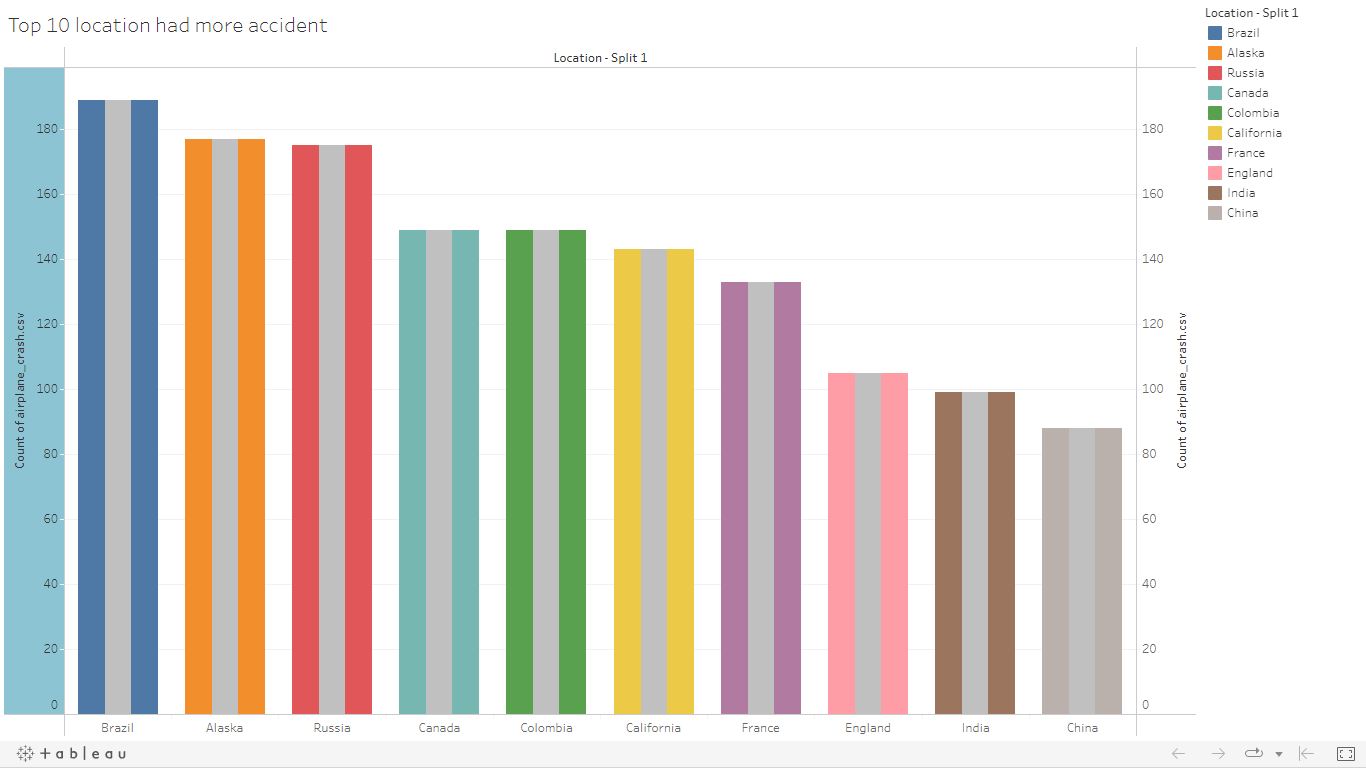 Top 10 location had more accident
Location - Split 1
Count of airplane_crash.csv
180
160
140
120
100
80
60
40
20
0
180
160
140
120
100
80
60
40
20
0
Count of airplane_crash.csv
Brazil Alaska Russia Canada Colombia California France England India China
Location - Split 1
Brazil
Alaska
Russia
Canada
Colombia
California
France
England
India
China
+ a b l e a u